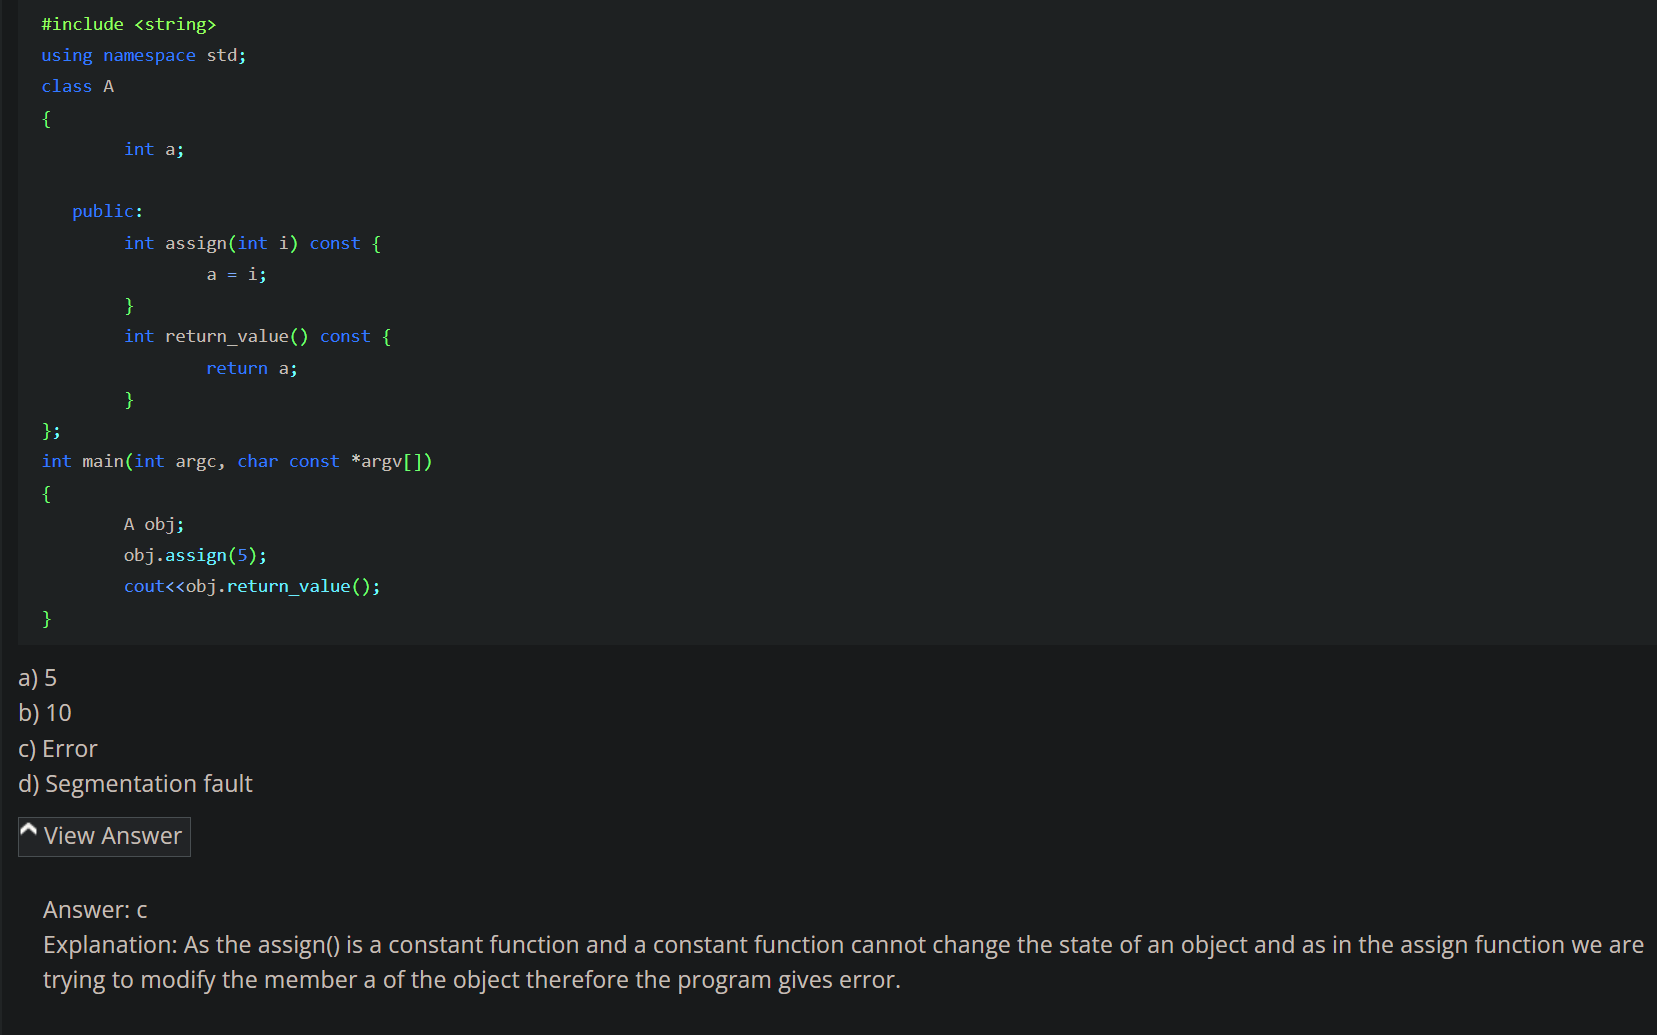 #include <string>
using namespace std;
class A
{
int a;
public:
int assign(int i) const {
a = i;
}
int return_value() const {
return a;
}
};
int main(int argc, char const *argv[])
{
A obj;
obj.assign(5);
cout<<obj.return_value();
}
a) 5
b) 10
c) Error
d) Segmentation fault
View Answer
Answer: c
Explanation: As the assign() is a constant function and a constant function cannot change the state of an object and as in the assign function we are
trying to modify the member a of the object therefore the program gives error.